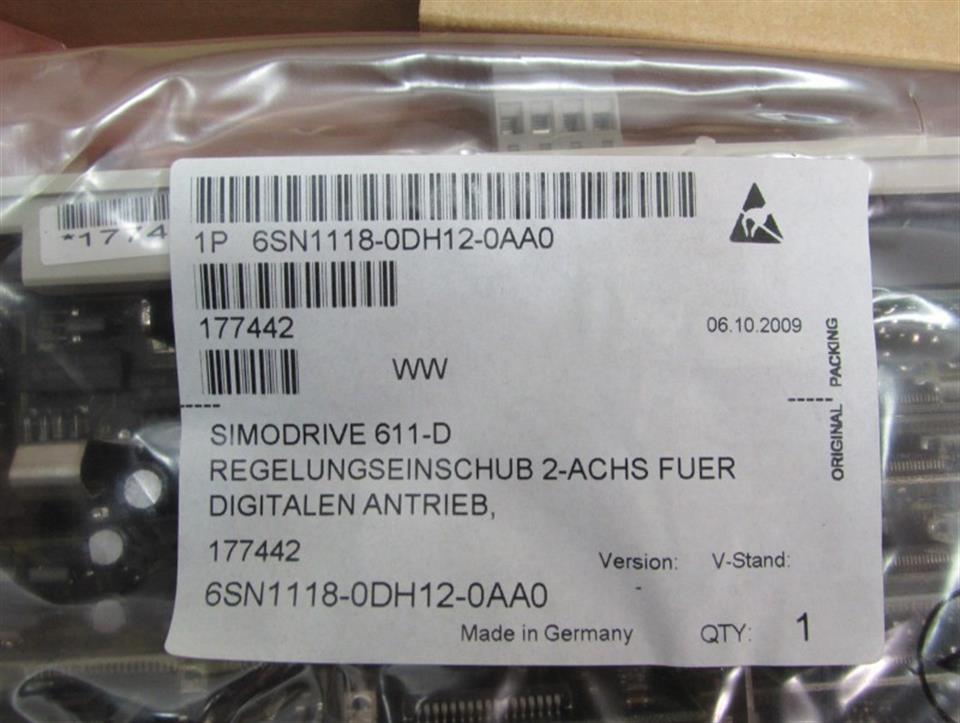 *1774
1P 6SN1118-0DH12-0AA0
177442
06.10.2009
WW
ORIGINAL PACKING
SIMODRIVE 611-D
REGELUNGSEINSCHUB 2-ACHS FUER
DIGITALEN ANTRIEB,
177442
Version: V-Stand:
6SN1118-0DH12-0AA0 -
Made in Germany QTY: 1